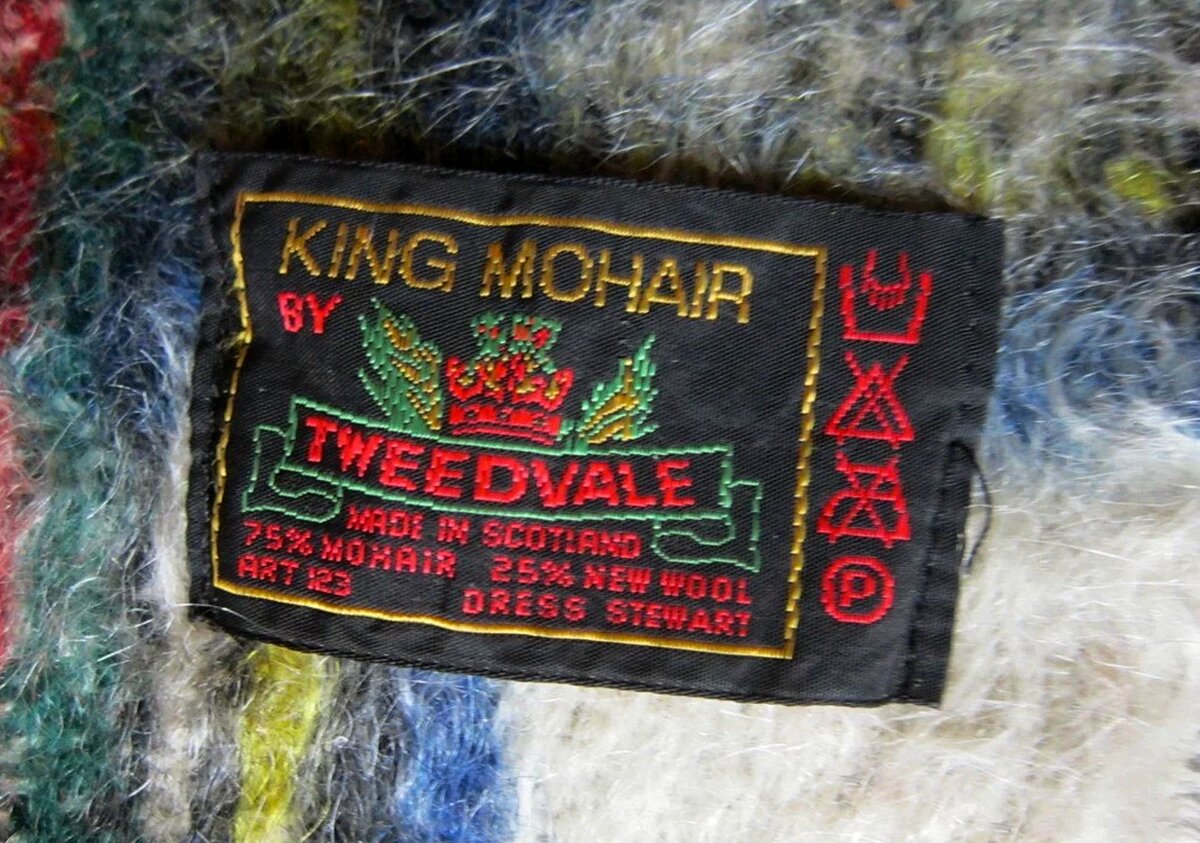 KING MOHAIR
BY
TWEEDVALE
MADE IN SCOTLAND
75% MOHAIR 25% NEW WOOL
ART 123 DRESS STEWART
P